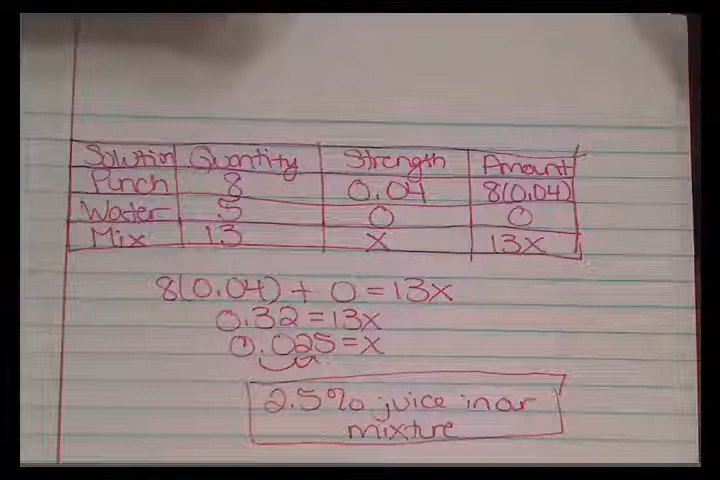 Solution Quantity Strength Amount
Punch 8 0.04 8(0.04)
Water 5 0 0
Mix 13 x 13x
8(0.04) + 0 = 13x
0.32 = 13x
0.025 = x
2.5% juice in our
mixture